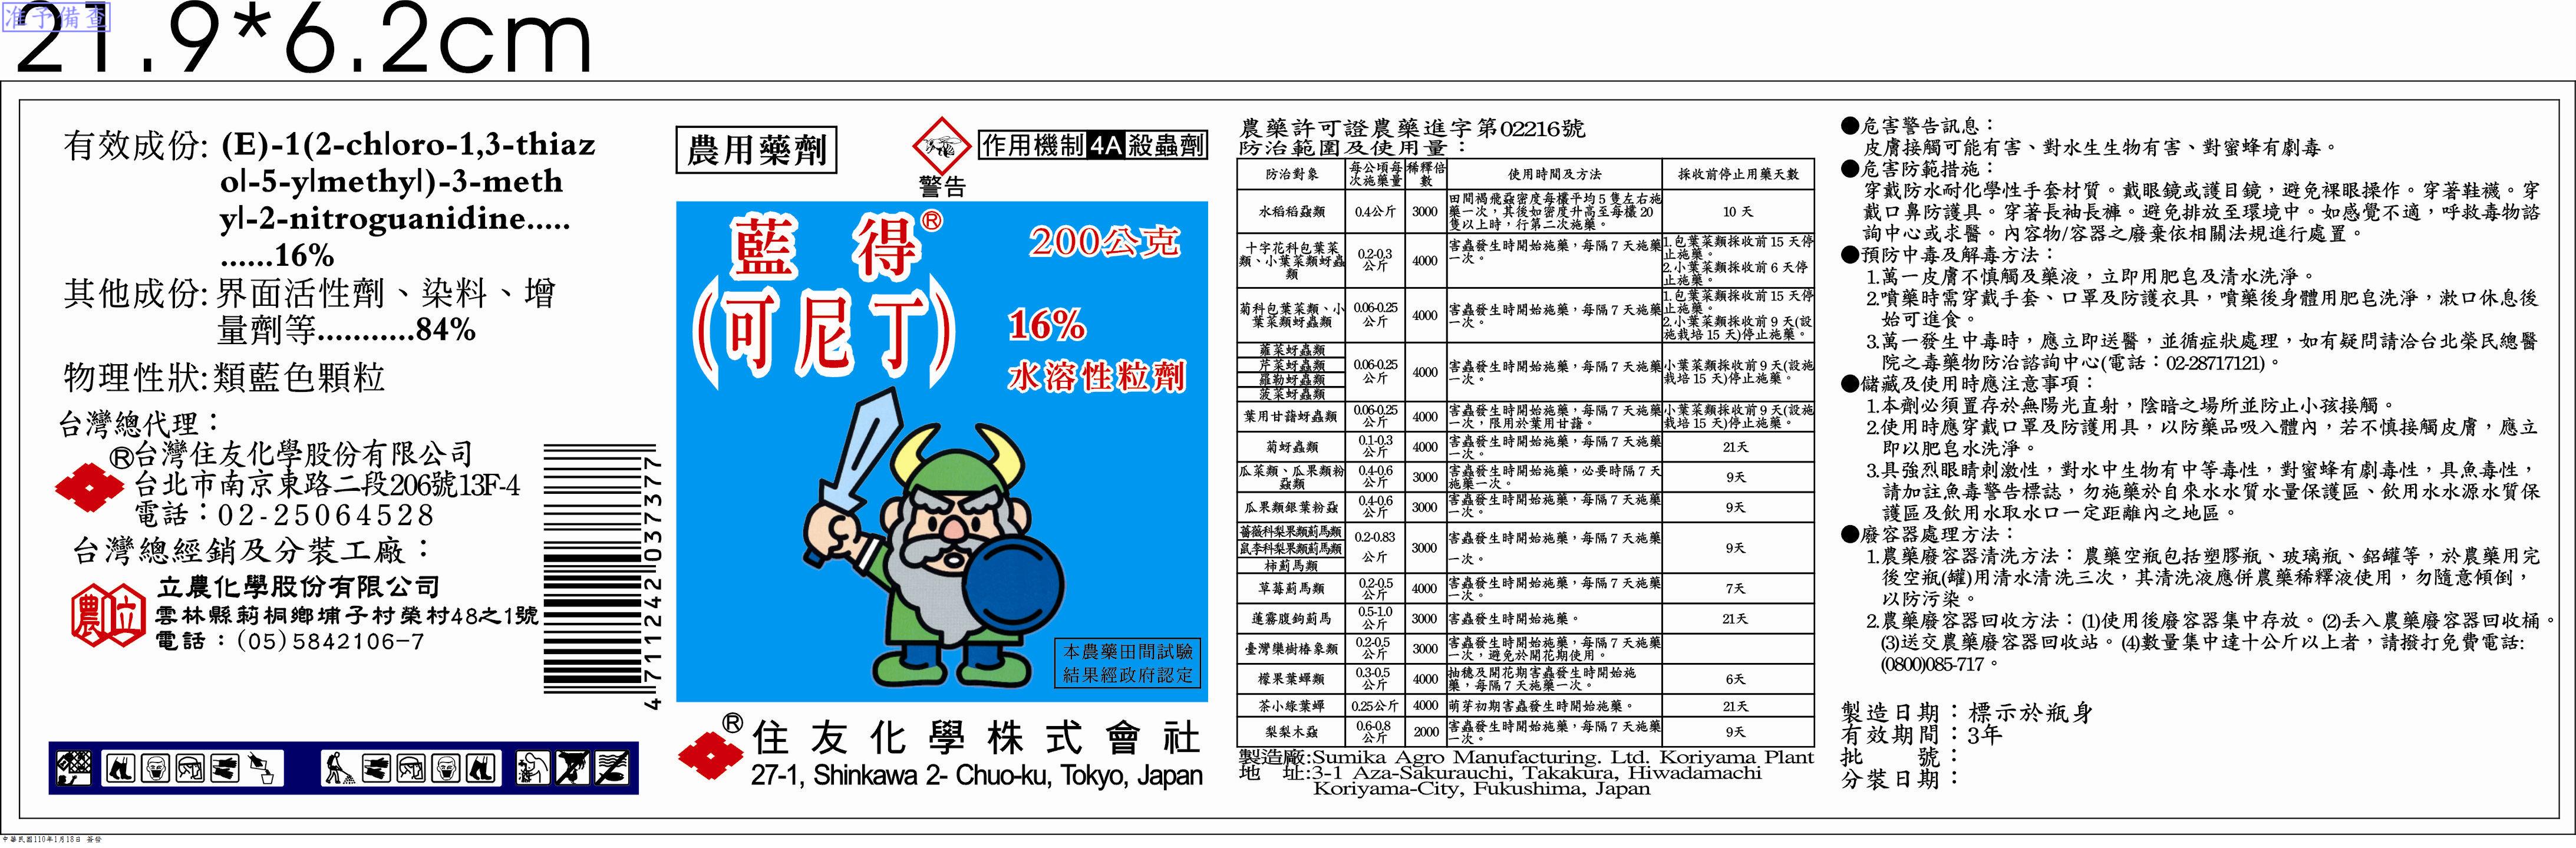 准予備查
21.9*6.2cm
有效成份: (E)-1(2-chloro-1,3-thiaz
ol-5-ylmethyl)-3-meth
yl-2-nitroguanidine.....
......16%
其他成份: 界面活性劑、染料、增
量劑等...........84%
物理性狀: 類藍色顆粒
台灣總代理：
®台灣住友化學股份有限公司
台北市南京東路二段206號13F-4
電話：02-25064528
台灣總經銷及分裝工廠：
農立
立農化學股份有限公司
雲林縣莿桐鄉埔子村榮村48之1號
電話：(05)5842106-7
4711242037377
農用藥劑
警告
作用機制 4A 殺蟲劑
藍 得®
(可尼丁)
200公克
16%
水溶性粒劑
本農藥田間試驗
結果經政府認定
® 住友化學株式會社
27-1, Shinkawa 2- Chuo-ku, Tokyo, Japan
農藥許可證農藥進字第02216號
防治範圍及使用量：
防治對象 每公頃每次施藥量 稀釋倍數 使用時間及方法 採收前停止用藥天數
水稻稻蝨類 0.4公斤 3000 田間褐飛蝨密度每欉平均5隻左右施藥一次，其後如密度升高至每欉20隻以上時，行第二次施藥。 10 天
十字花科包葉菜類、小葉菜類蚜蟲類 0.2-0.3公斤 4000 害蟲發生時開始施藥，每隔7天施藥一次。 1.包葉菜類採收前15天停止施藥。 2.小葉菜類採收前6天停止施藥。
菊科包葉菜類、小葉菜類蚜蟲類 0.06-0.25公斤 4000 害蟲發生時開始施藥，每隔7天施藥一次。 1.包葉菜類採收前15天停止施藥。 2.小葉菜類採收前9天(設施栽培15天)停止施藥。
蕹菜蚜蟲類
芹菜蚜蟲類
羅勒蚜蟲類
菠菜蚜蟲類
0.06-0.25公斤 4000 害蟲發生時開始施藥，每隔7天施藥一次。 小葉菜類採收前9天(設施栽培15天)停止施藥。
葉用甘藷蚜蟲類 0.06-0.25公斤 4000 害蟲發生時開始施藥，每隔7天施藥一次，限用於葉用甘藷。 小葉菜類採收前9天(設施栽培15天)停止施藥。
菊蚜蟲類 0.1-0.3公斤 4000 害蟲發生時開始施藥，每隔7天施藥一次。 21天
瓜菜類、瓜果類粉蝨類 0.4-0.6公斤 3000 害蟲發生時開始施藥，必要時隔7天施藥一次。 9天
瓜果類銀葉粉蝨 0.4-0.6公斤 3000 害蟲發生時開始施藥，每隔7天施藥一次。 9天
薔薇科梨果類薊馬類
鼠李科梨果類薊馬類
柿薊馬類
0.2-0.83公斤 3000 害蟲發生時開始施藥，每隔7天施藥一次。 9天
草莓薊馬類 0.2-0.5公斤 4000 害蟲發生時開始施藥，每隔7天施藥一次。 7天
蓮霧腹鉤薊馬 0.5-1.0公斤 3000 害蟲發生時開始施藥。 21天
臺灣欒樹椿象類 0.2-0.5公斤 3000 害蟲發生時開始施藥，每隔7天施藥一次，避免於開花期使用。
檬果葉蟬類 0.3-0.5公斤 4000 抽穗及開花期害蟲發生時開始施藥，每隔7天施藥一次。 6天
茶小綠葉蟬 0.25公斤 4000 萌芽初期害蟲發生時開始施藥。 21天
梨梨木蝨 0.6-0.8公斤 2000 害蟲發生時開始施藥，每隔7天施藥一次。 9天
製造廠:Sumika Agro Manufacturing. Ltd. Koriyama Plant
地　址:3-1 Aza-Sakurauchi, Takakura, Hiwadamachi
Koriyama-City, Fukushima, Japan
●危害警告訊息：
皮膚接觸可能有害、對水生生物有害、對蜜蜂有劇毒。
●危害防範措施：
穿戴防水耐化學性手套材質。戴眼鏡或護目鏡，避免裸眼操作。穿著鞋襪。穿
戴口鼻防護具。穿著長袖長褲。避免排放至環境中。如感覺不適，呼救毒物諮
詢中心或求醫。內容物/容器之廢棄依相關法規進行處置。
●預防中毒及解毒方法：
1.萬一皮膚不慎觸及藥液，立即用肥皂及清水洗淨。
2.噴藥時需穿戴手套、口罩及防護衣具，噴藥後身體用肥皂洗淨，漱口休息後
始可進食。
3.萬一發生中毒時，應立即送醫，並循症狀處理，如有疑問請洽台北榮民總醫
院之毒藥物防治諮詢中心(電話：02-28717121)。
●儲藏及使用時應注意事項：
1.本劑必須置存於無陽光直射，陰暗之場所並防止小孩接觸。
2.使用時應穿戴口罩及防護用具，以防藥品吸入體內，若不慎接觸皮膚，應立
即以肥皂水洗淨。
3.具強烈眼睛刺激性，對水中生物有中等毒性，對蜜蜂有劇毒性，具魚毒性，
請加註魚毒警告標誌，勿施藥於自來水水質水量保護區、飲用水水源水質保
護區及飲用水取水口一定距離內之地區。
●廢容器處理方法：
1.農藥廢容器清洗方法： 農藥空瓶包括塑膠瓶、玻璃瓶、鋁罐等，於農藥用完
後空瓶(罐)用清水清洗三次，其清洗液應併農藥稀釋液使用，勿隨意傾倒，
以防污染。
2.農藥廢容器回收方法：(1)使用後廢容器集中存放。(2)丟入農藥廢容器回收桶。
(3)送交農藥廢容器回收站。(4)數量集中達十公斤以上者，請撥打免費電話:
(0800)085-717。
製造日期：標示於瓶身
有效期間：3年
批　　號：
分裝日期：
中華民國110年1月18日 簽發